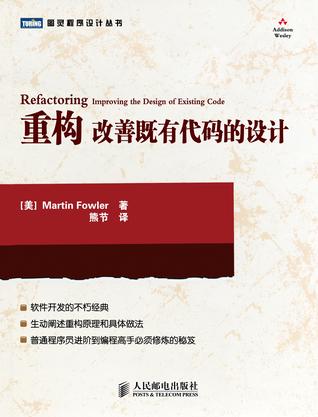 TURING 图灵程序设计丛书
Addison
Wesley
Refactoring Improving the Design of Existing Code
重构 改善既有代码的设计
[美] Martin Fowler 著
熊节 译
软件开发的不朽经典
生动阐述重构原理和具体做法
普通程序员进阶到编程高手必须修炼的秘笈
人民邮电出版社
POSTS & TELECOM PRESS